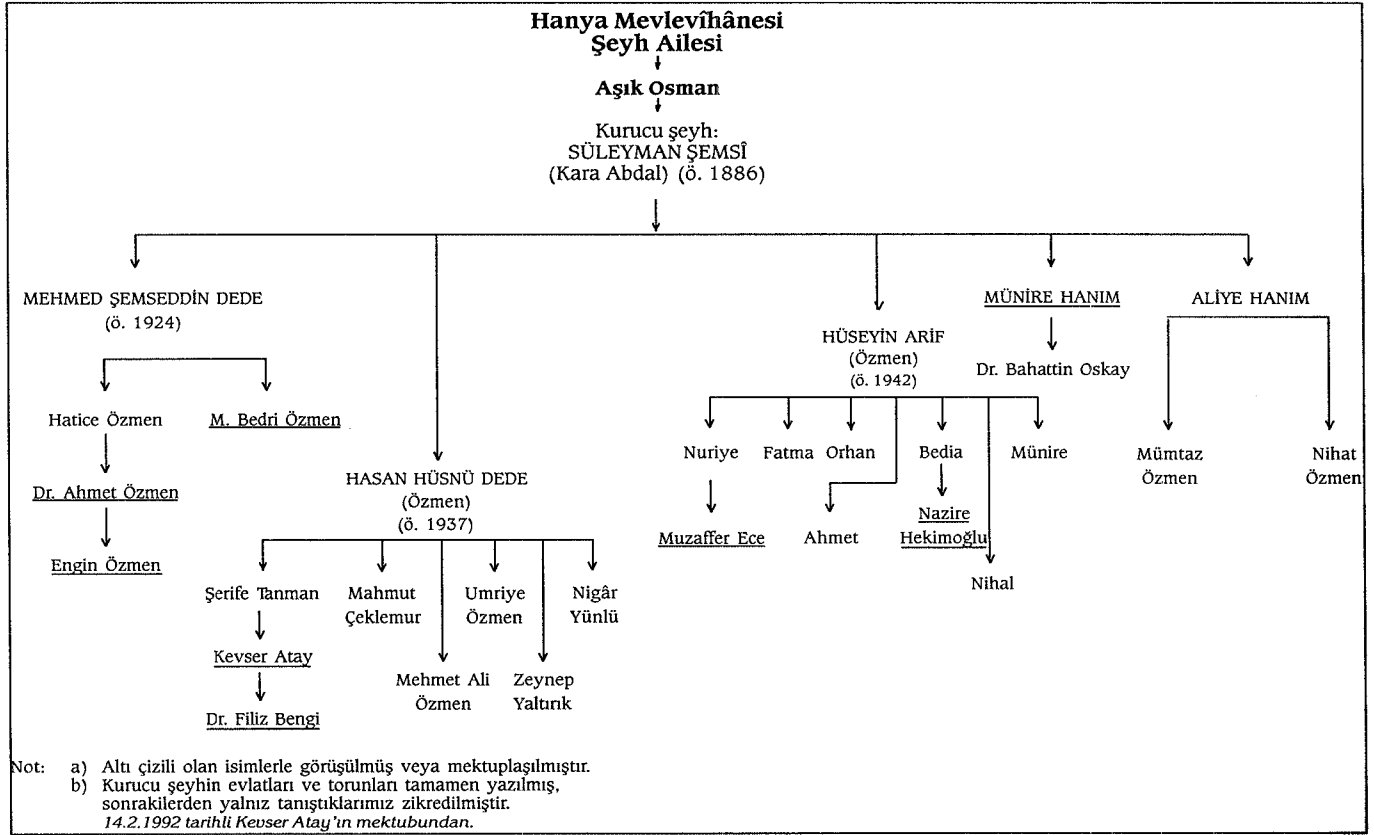 Hanya Mevlevîhânesi
Şeyh Ailesi
Aşık Osman
Kurucu şeyh:
SÜLEYMAN ŞEMSÎ
(Kara Abdal) (ö. 1886)
MEHMED ŞEMSEDDİN DEDE
(ö. 1924)
Hatice Özmen
M. Bedri Özmen
Dr. Ahmet Özmen
Engin Özmen
HASAN HÜSNÜ DEDE
(Özmen)
(ö. 1937)
Şerife Tanman
Mahmut
Çeklemur
Umriye
Özmen
Nigâr
Yünlü
Kevser Atay
Mehmet Ali
Özmen
Zeynep
Yaltırık
Dr. Filiz Bengi
HÜSEYİN ARİF
(Özmen)
(ö. 1942)
Nuriye
Fatma
Orhan
Bedia
Münire
Muzaffer Ece
Ahmet
Nazire
Hekimoğlu
Nihal
MÜNİRE HANIM
Dr. Bahattin Oskay
ALİYE HANIM
Mümtaz
Özmen
Nihat
Özmen
Not: a) Altı çizili olan isimlerle görüşülmüş veya mektuplaşılmıştır.
b) Kurucu şeyhin evlatları ve torunları tamamen yazılmış,
sonrakilerden yalnız tanıştıklarımız zikredilmiştir.
14.2.1992 tarihli Kevser Atay'ın mektubundan.